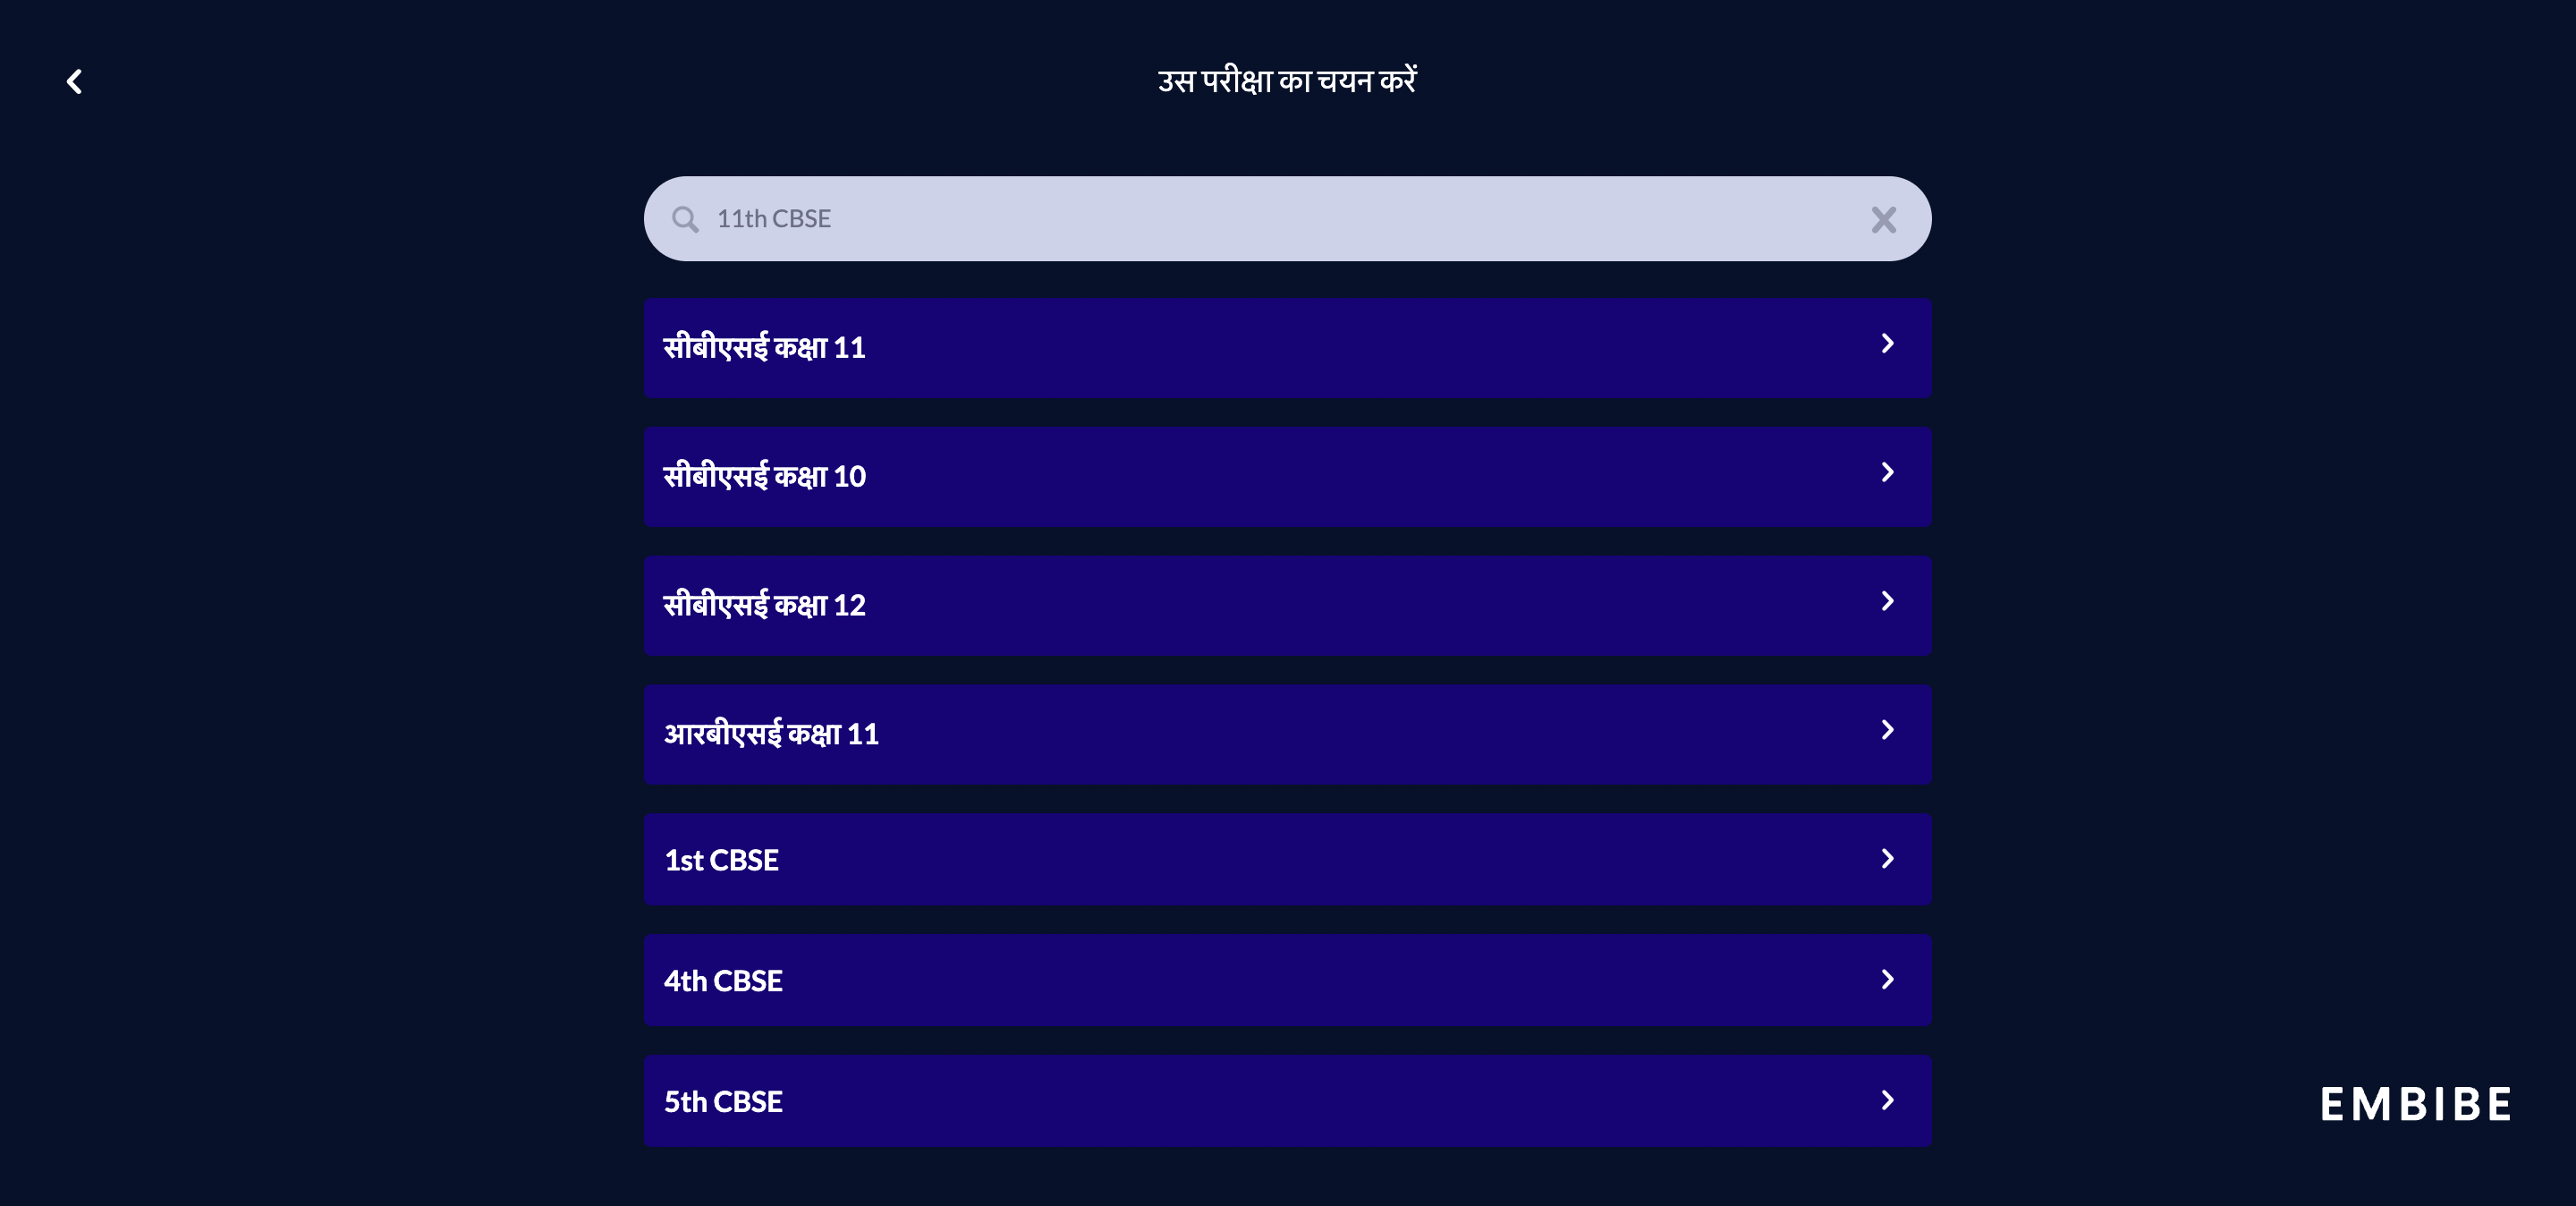 उस परीक्षा का चयन करें
11th CBSE
सीबीएसई कक्षा 11
सीबीएसई कक्षा 10
सीबीएसई कक्षा 12
आरबीएसई कक्षा 11
1st CBSE
4th CBSE
5th CBSE
EMBIBE